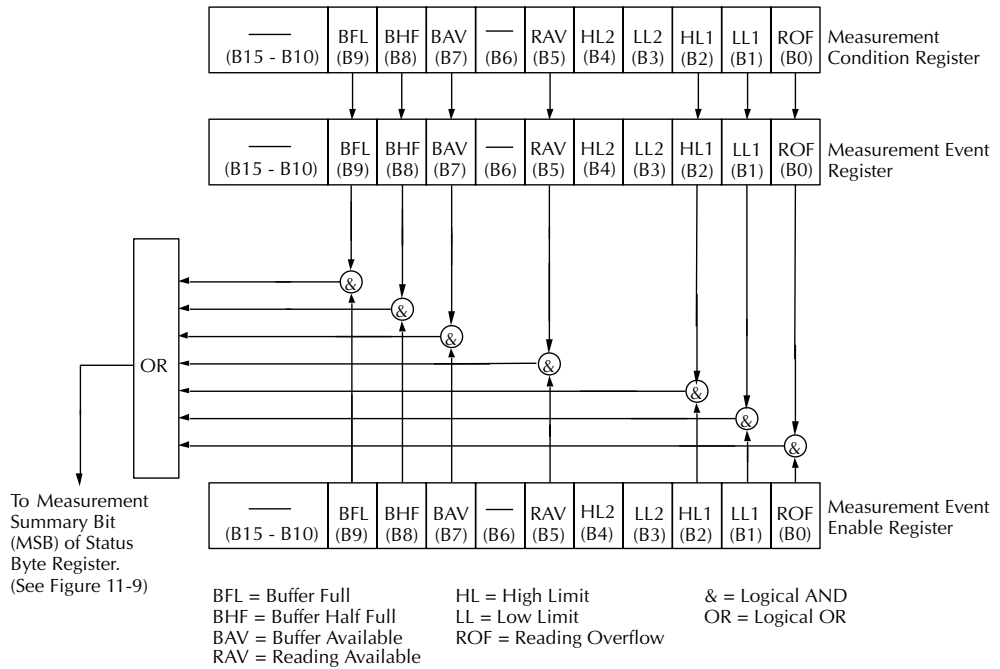 BFL BHF BAV RAV HL2 LL2 HL1 LL1 ROF
(B15 - B10) (B9) (B8) (B7) (B6) (B5) (B4) (B3) (B2) (B1) (B0)
Measurement
Condition Register
BFL BHF BAV RAV HL2 LL2 HL1 LL1 ROF
(B15 - B10) (B9) (B8) (B7) (B6) (B5) (B4) (B3) (B2) (B1) (B0)
Measurement Event
Register
&
&
&
OR
&
&
&
&
To Measurement
Summary Bit
(MSB) of Status
Byte Register.
(See Figure 11-9)
BFL BHF BAV RAV HL2 LL2 HL1 LL1 ROF
(B15 - B10) (B9) (B8) (B7) (B6) (B5) (B4) (B3) (B2) (B1) (B0)
Measurement Event
Enable Register
BFL = Buffer Full
BHF = Buffer Half Full
BAV = Buffer Available
RAV = Reading Available
HL = High Limit
LL = Low Limit
ROF = Reading Overflow
& = Logical AND
OR = Logical OR